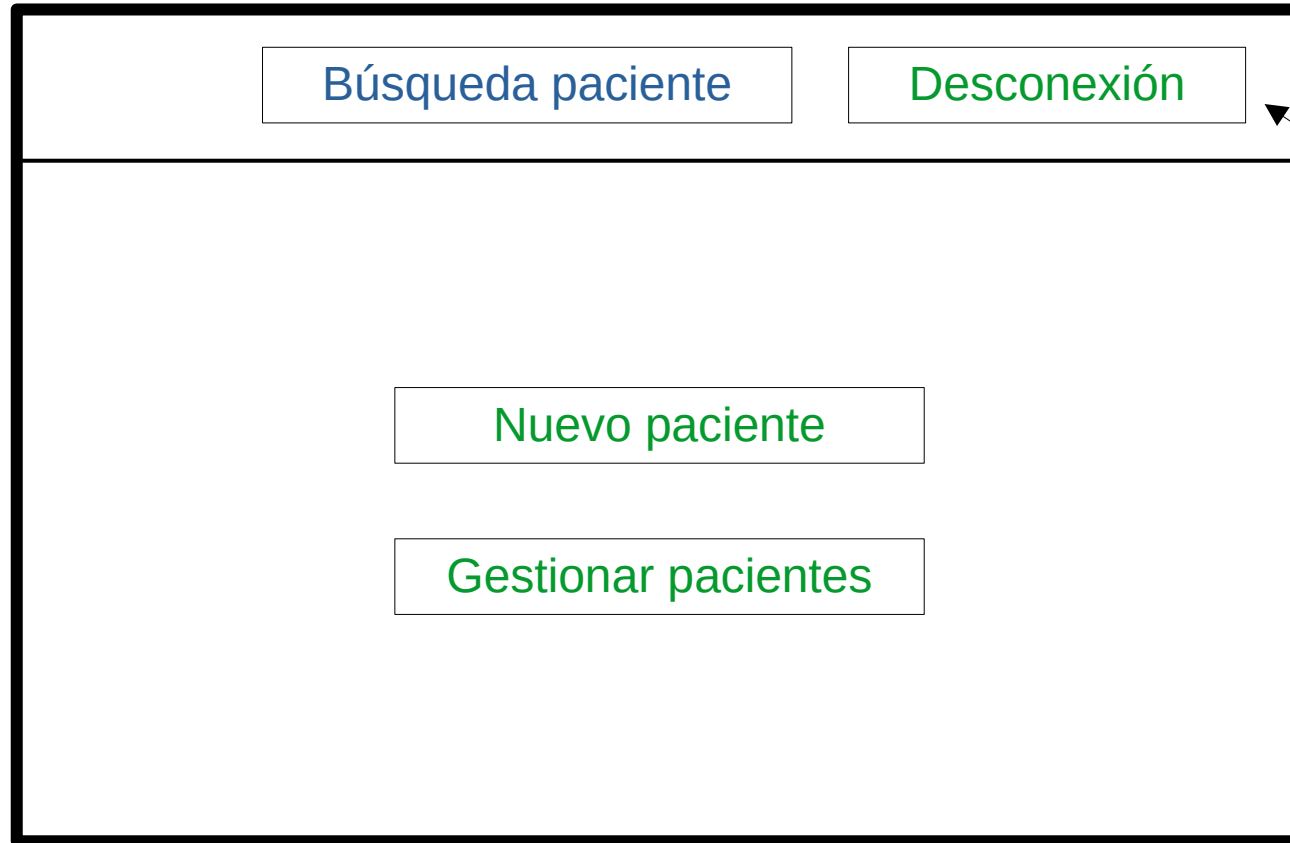 Búsqueda paciente
Desconexión
Nuevo paciente
Gestionar pacientes